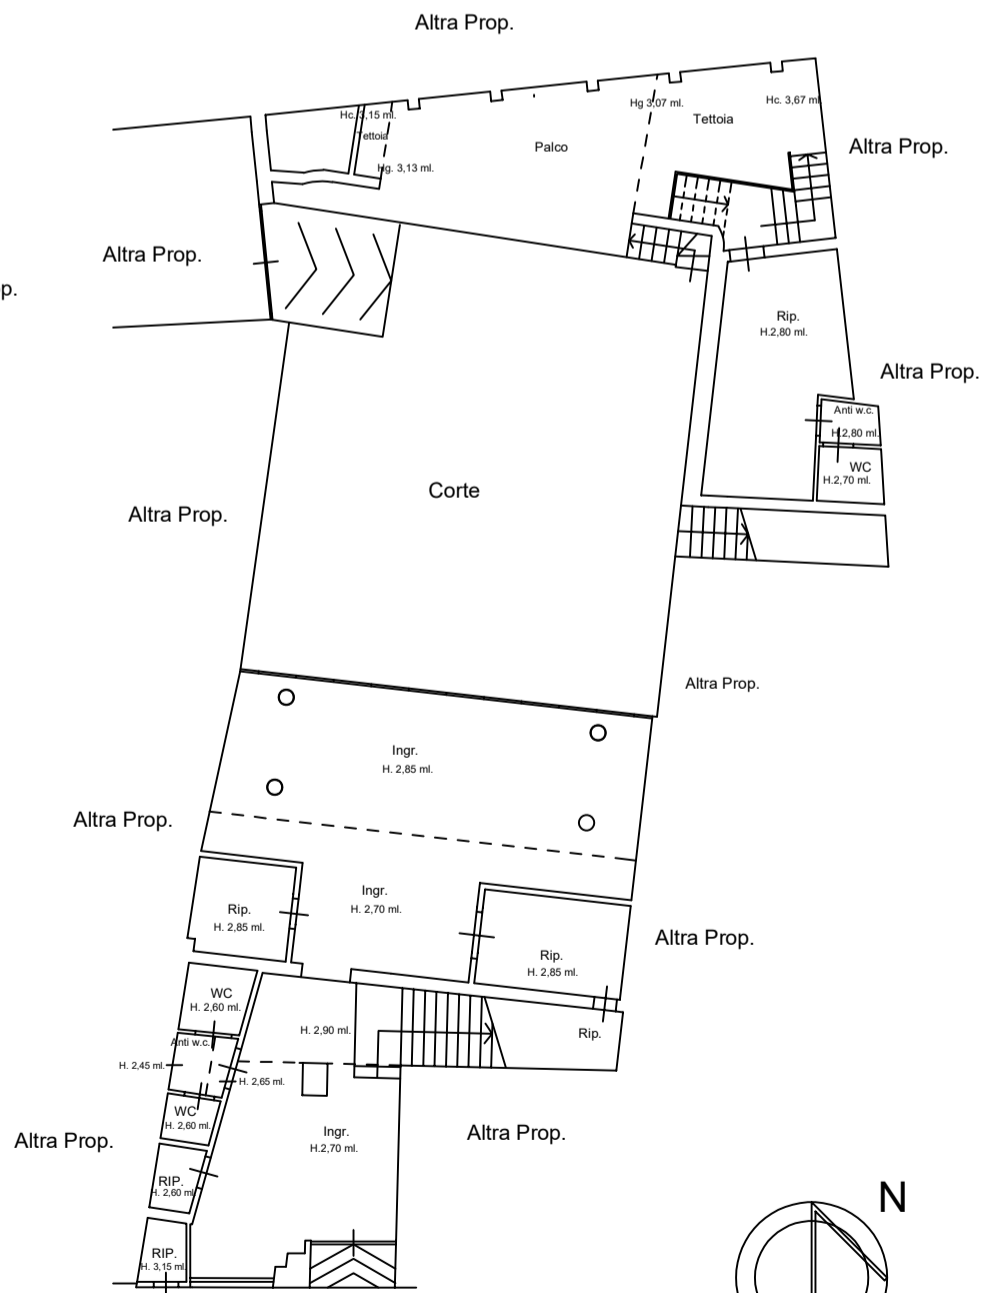 Altra Prop.
Hc. 3,15 ml.
Tettoia
Hg. 3,13 ml.
Palco
Hg 3,07 ml.
Tettoia
Hc. 3,67 ml
Altra Prop.
Altra Prop.
p.
Rip.
H.2,80 ml.
Altra Prop.
Anti w.c.
H.2,80 ml.
WC
H.2,70 ml.
Corte
Altra Prop.
Altra Prop.
Ingr.
H. 2,85 ml.
Altra Prop.
Ingr.
H. 2,70 ml.
Rip.
H. 2,85 ml.
Rip.
H. 2,85 ml.
Altra Prop.
WC
H. 2,60 ml.
H. 2,90 ml.
Rip.
Anti w.c.
H. 2,45 ml.
H. 2,65 ml.
WC
H. 2,60 ml.
Altra Prop.
Ingr.
H.2,70 ml.
Altra Prop.
RIP.
H. 2,60 ml
N
RIP.
H. 3,15 ml.